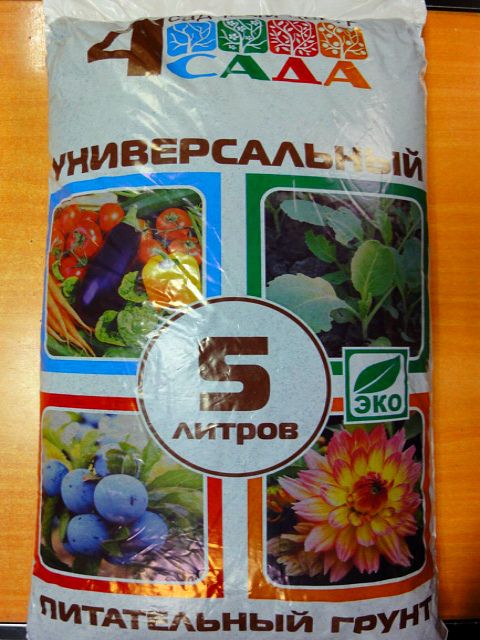 4 САДА
УНИВЕРСАЛЬНЫЙ
5
ЛИТРОВ
ЭКО
ПИТАТЕЛЬНЫЙ ГРУНТ